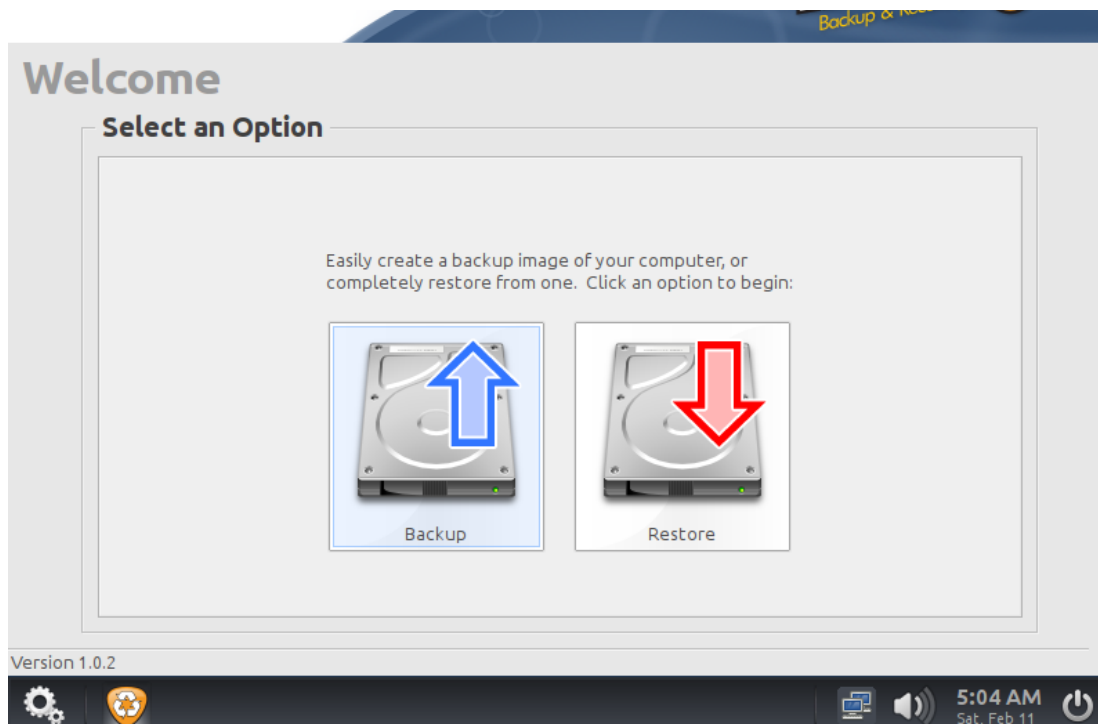 Backup &
Welcome
Select an Option
Easily create a backup image of your computer, or
completely restore from one.  Click an option to begin:
Backup
Restore
Version 1.0.2
5:04 AM
Sat, Feb 11